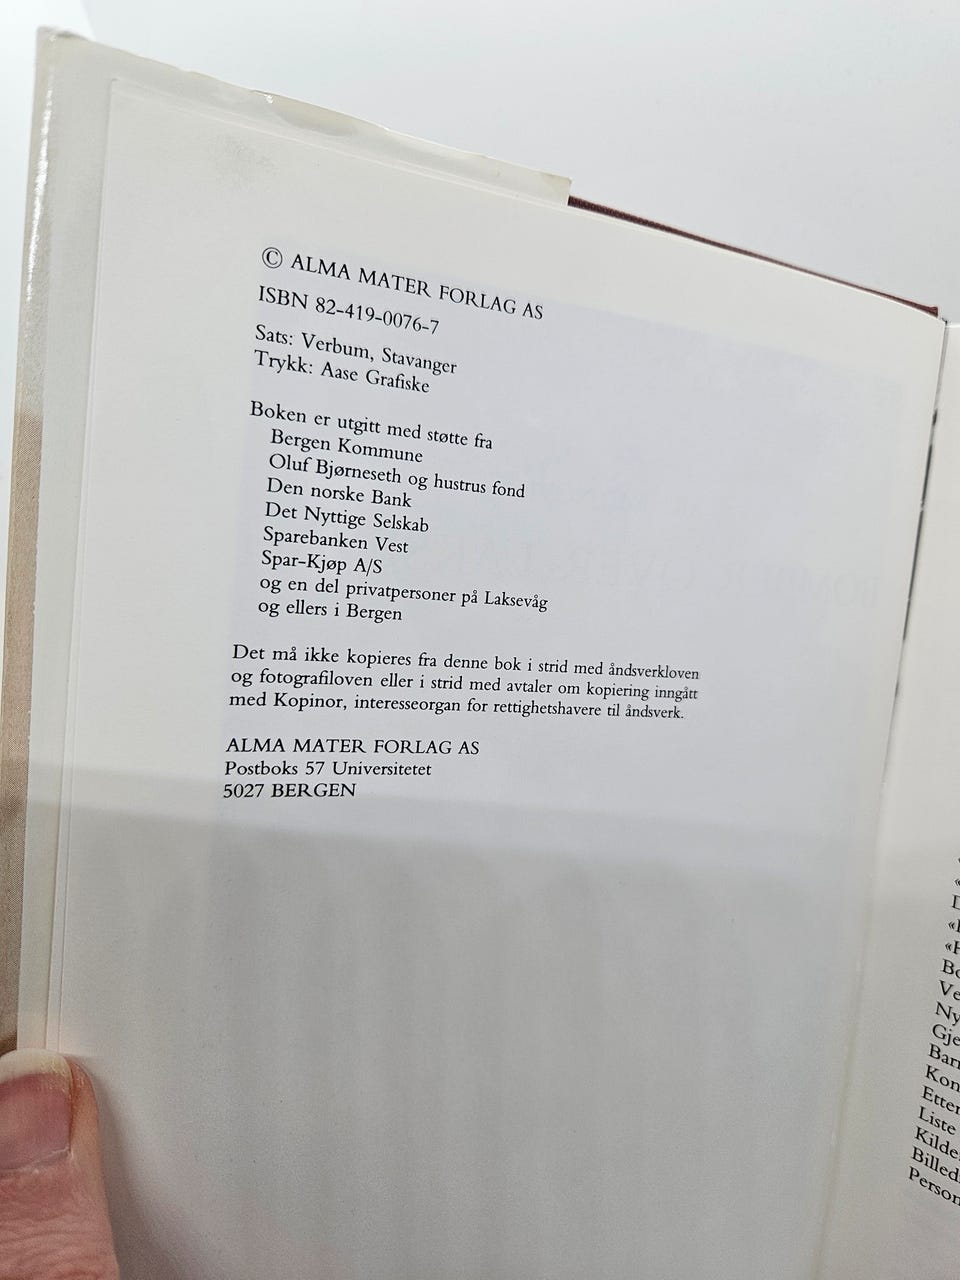 © ALMA MATER FORLAG AS
ISBN 82-419-0076-7
Sats: Verbum, Stavanger
Trykk: Aase Grafiske
Boken er utgitt med støtte fra
Bergen Kommune
Oluf Bjørneseth og hustrus fond
Den norske Bank
Det Nyttige Selskab
Sparebanken Vest
Spar-Kjøp A/S
og en del privatpersoner på Laksevåg
og ellers i Bergen
Det må ikke kopieres fra denne bok i strid med åndsverkloven
og fotografiloven eller i strid med avtaler om kopiering inngått
med Kopinor, interesseorgan for rettighetshavere til åndsverk.
ALMA MATER FORLAG AS
Postboks 57 Universitetet
5027 BERGEN
Liste